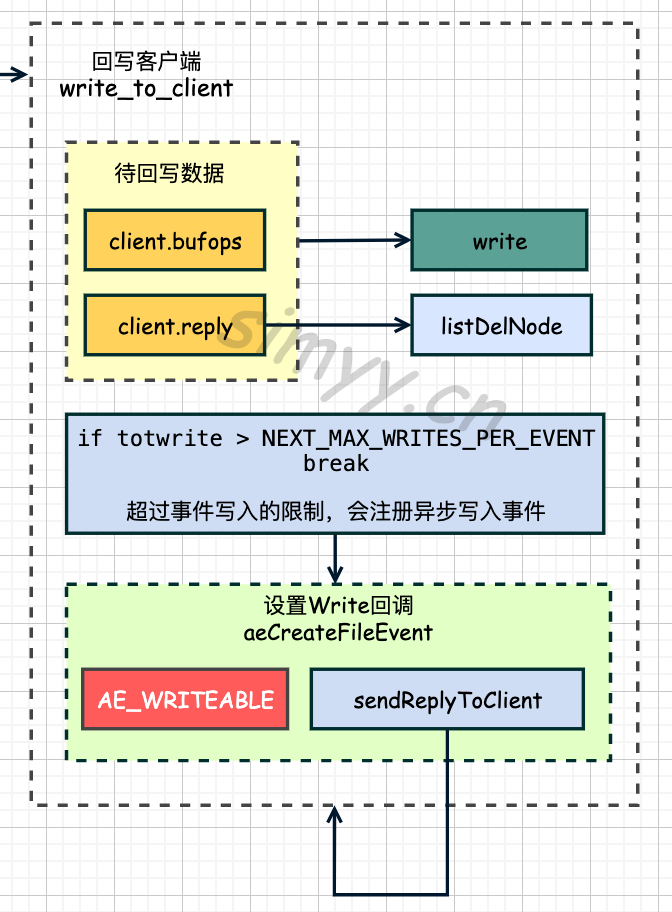 回写客户端
write_to_client
待回写数据
client.bufops
write
client.reply
listDelNode
simyy.cn
if totwrite > NEXT_MAX_WRITES_PER_EVENT
break
超过事件写入的限制，会注册异步写入事件
设置Write回调
aeCreateFileEvent
AE_WRITEABLE
sendReplyToClient